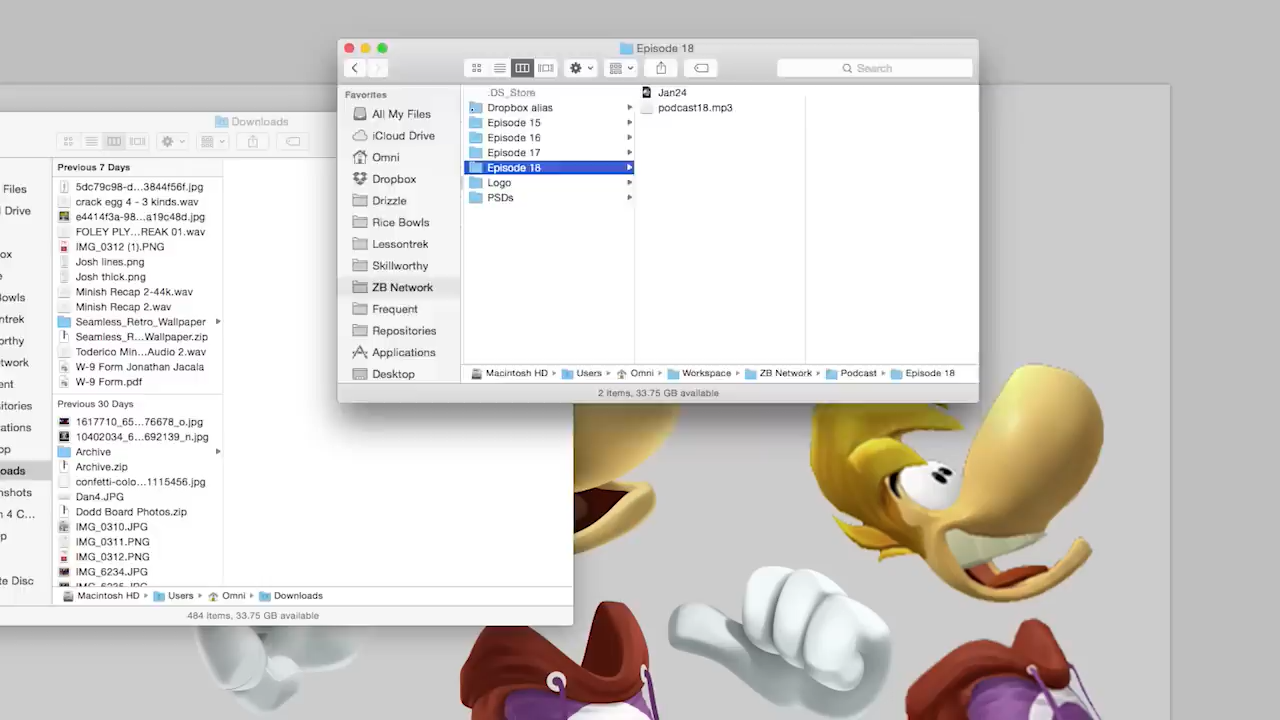 Episode 18
Search
Favorites
All My Files
iCloud Drive
Omni
Dropbox
Drizzle
Rice Bowls
Lessontrek
Skillworthy
ZB Network
Frequent
Repositories
Applications
Desktop
.DS_Store
Dropbox alias
Episode 15
Episode 16
Episode 17
Episode 18
Logo
PSDs
Jan24
podcast18.mp3
Macintosh HD
Users
Omni
Workspace
ZB Network
Podcast
Episode 18
2 items, 33.75 GB available
Downloads
Files
Drive
ox
e
owls
ntrek
orthy
etwork
ent
sitories
ations
op
oads
nshots
n 4 C...
p
te Disc
Previous 7 Days
5dc79c98-d...3844f56f.jpg
crack egg 4 - 3 kinds.wav
e4414f3a-98...a19c48d.jpg
FOLEY PLY...REAK 01.wav
IMG_0312 (1).PNG
Josh lines.png
Josh thick.png
Minish Recap 2-44k.wav
Minish Recap 2.wav
Seamless_Retro_Wallpaper
Seamless_R...Wallpaper.zip
Toderico Min...Audio 2.wav
W-9 Form Jonathan Jacala
W-9 Form.pdf
Previous 30 Days
1617710_65...76678_o.jpg
10402034_6...692139_n.jpg
Archive
Archive.zip
confetti-colo...1115456.jpg
Dan4.JPG
Dodd Board Photos.zip
IMG_0310.JPG
IMG_0311.PNG
IMG_0312.PNG
IMG_6234.JPG
Macintosh HD
Users
Omni
Downloads
484 items, 33.75 GB available